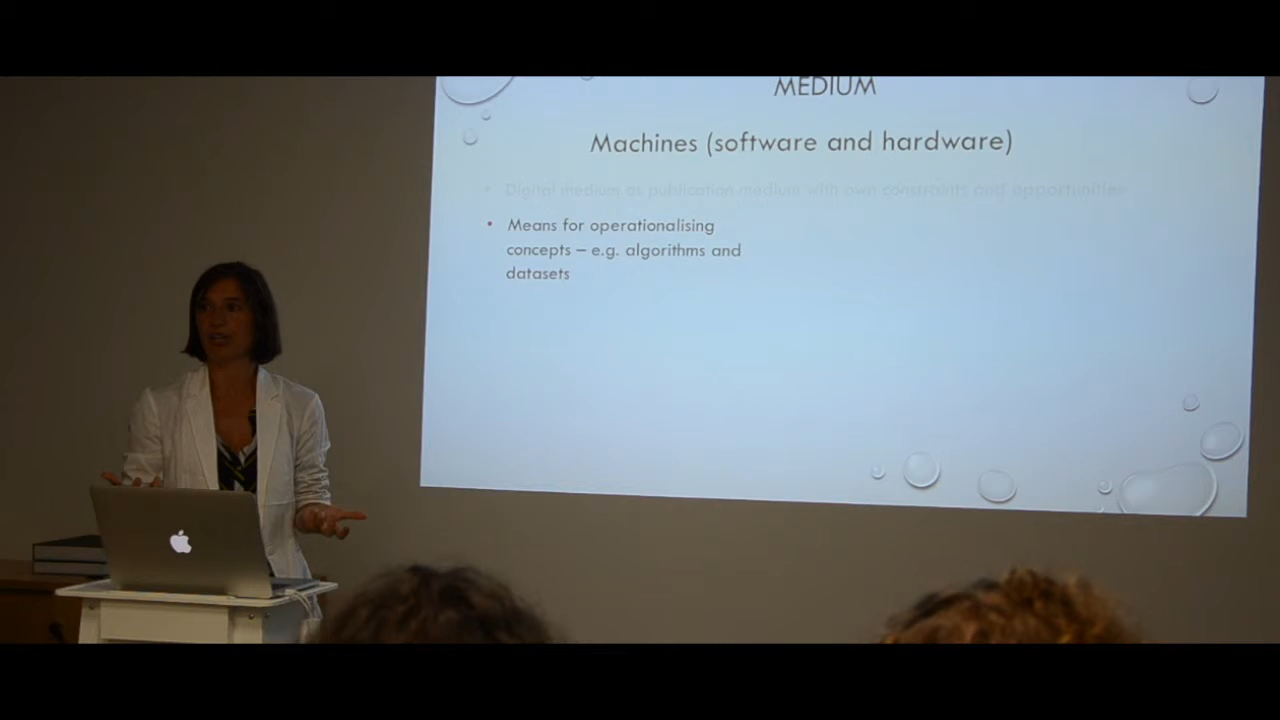 MEDIUM
Machines (software and hardware)
• Digital medium as publication medium with own constraints and opportunities
• Means for operationalising
concepts – e.g. algorithms and
datasets